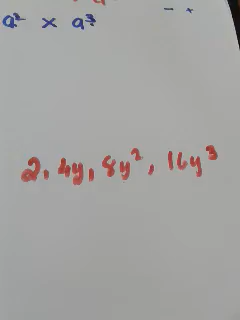 - +
a² x a³
2, 4y, 8y², 16y³